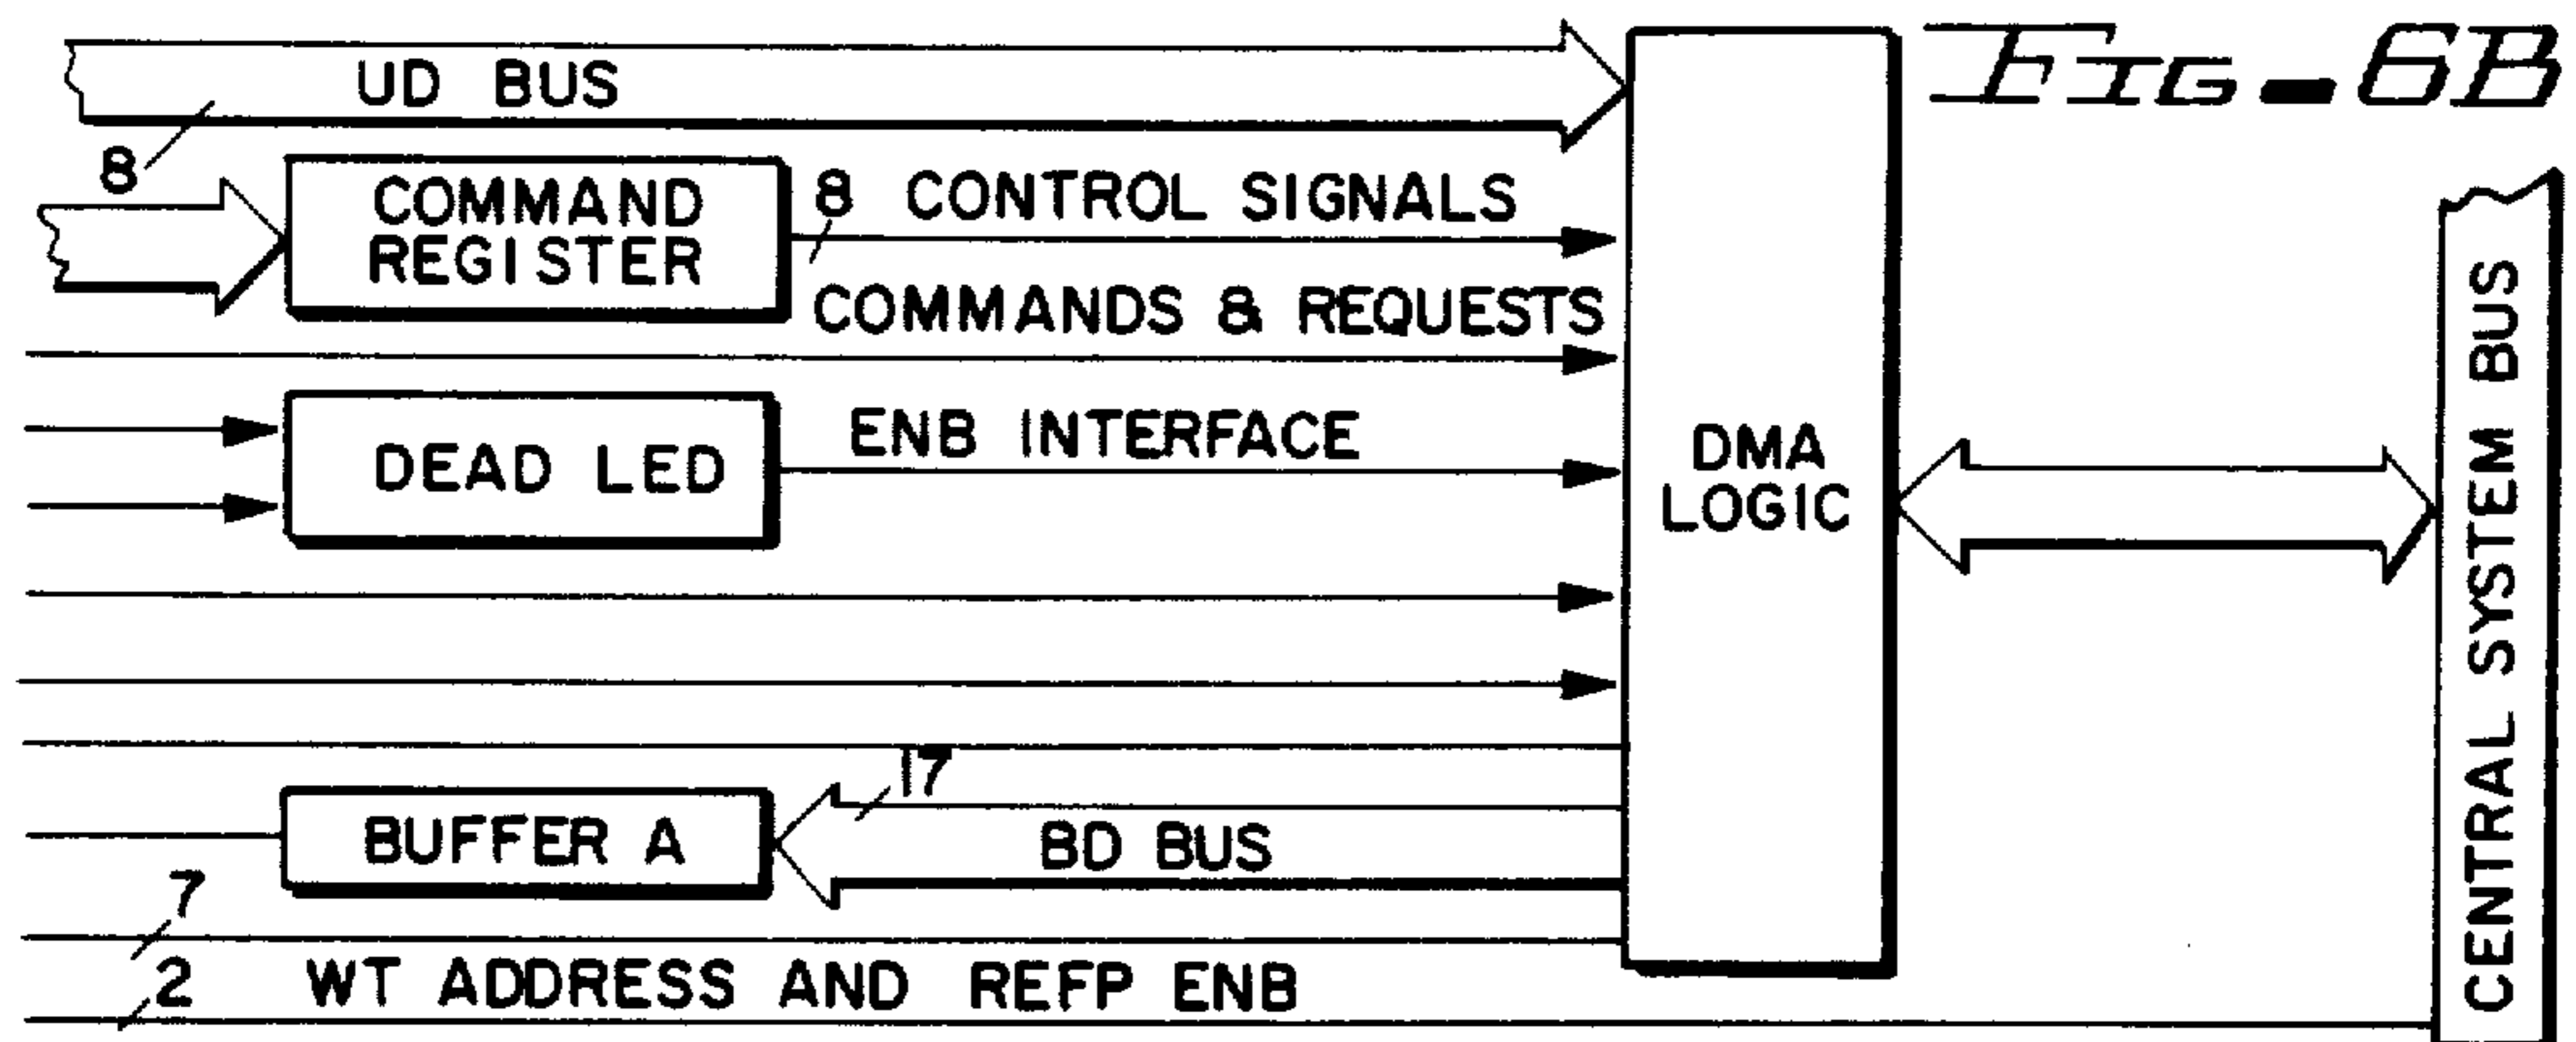 FIG-6B
UD BUS
8
COMMAND
REGISTER
8 CONTROL SIGNALS
COMMANDS & REQUESTS
DEAD LED
ENB INTERFACE
DMA
LOGIC
CENTRAL SYSTEM BUS
17
BUFFER A
BD BUS
7
2 WT ADDRESS AND REFP ENB